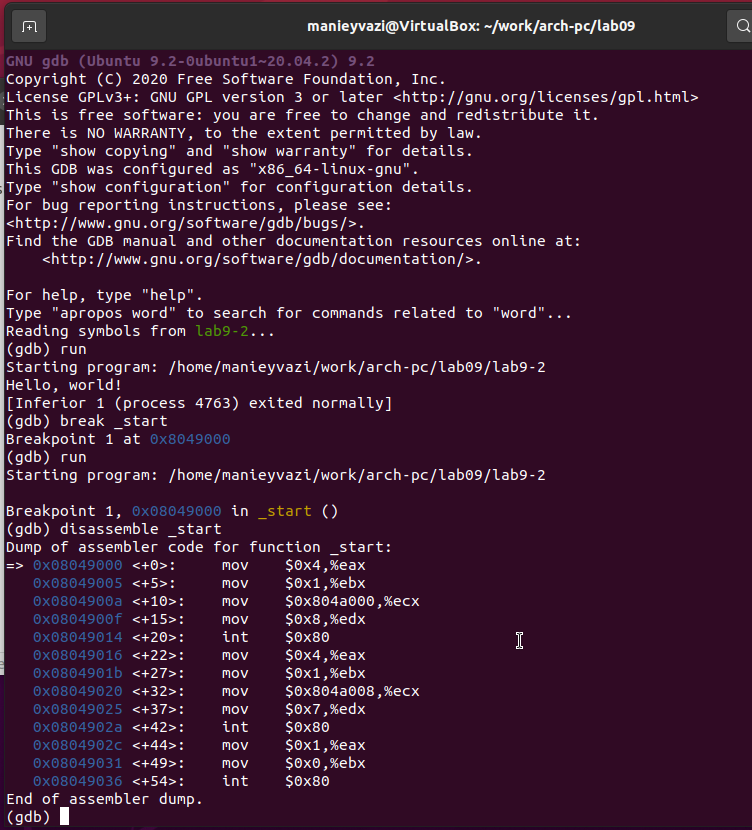 manieyvazi@VirtualBox: ~/work/arch-pc/lab09
GNU gdb (Ubuntu 9.2-0ubuntu1~20.04.2) 9.2
Copyright (C) 2020 Free Software Foundation, Inc.
License GPLv3+: GNU GPL version 3 or later <http://gnu.org/licenses/gpl.html>
This is free software: you are free to change and redistribute it.
There is NO WARRANTY, to the extent permitted by law.
Type "show copying" and "show warranty" for details.
This GDB was configured as "x86_64-linux-gnu".
Type "show configuration" for configuration details.
For bug reporting instructions, please see:
<http://www.gnu.org/software/gdb/bugs/>.
Find the GDB manual and other documentation resources online at:
    <http://www.gnu.org/software/gdb/documentation/>.

For help, type "help".
Type "apropos word" to search for commands related to "word"...
Reading symbols from lab9-2...
(gdb) run
Starting program: /home/manieyvazi/work/arch-pc/lab09/lab9-2
Hello, world!
[Inferior 1 (process 4763) exited normally]
(gdb) break _start
Breakpoint 1 at 0x8049000
(gdb) run
Starting program: /home/manieyvazi/work/arch-pc/lab09/lab9-2

Breakpoint 1, 0x08049000 in _start ()
(gdb) disassemble _start
Dump of assembler code for function _start:
=> 0x08049000 <+0>:     mov    $0x4,%eax
   0x08049005 <+5>:     mov    $0x1,%ebx
   0x0804900a <+10>:    mov    $0x804a000,%ecx
   0x0804900f <+15>:    mov    $0x8,%edx
   0x08049014 <+20>:    int    $0x80
   0x08049016 <+22>:    mov    $0x4,%eax
   0x0804901b <+27>:    mov    $0x1,%ebx
   0x08049020 <+32>:    mov    $0x804a008,%ecx
   0x08049025 <+37>:    mov    $0x7,%edx
   0x0804902a <+42>:    int    $0x80
   0x0804902c <+44>:    mov    $0x1,%eax
   0x08049031 <+49>:    mov    $0x0,%ebx
   0x08049036 <+54>:    int    $0x80
End of assembler dump.
(gdb)